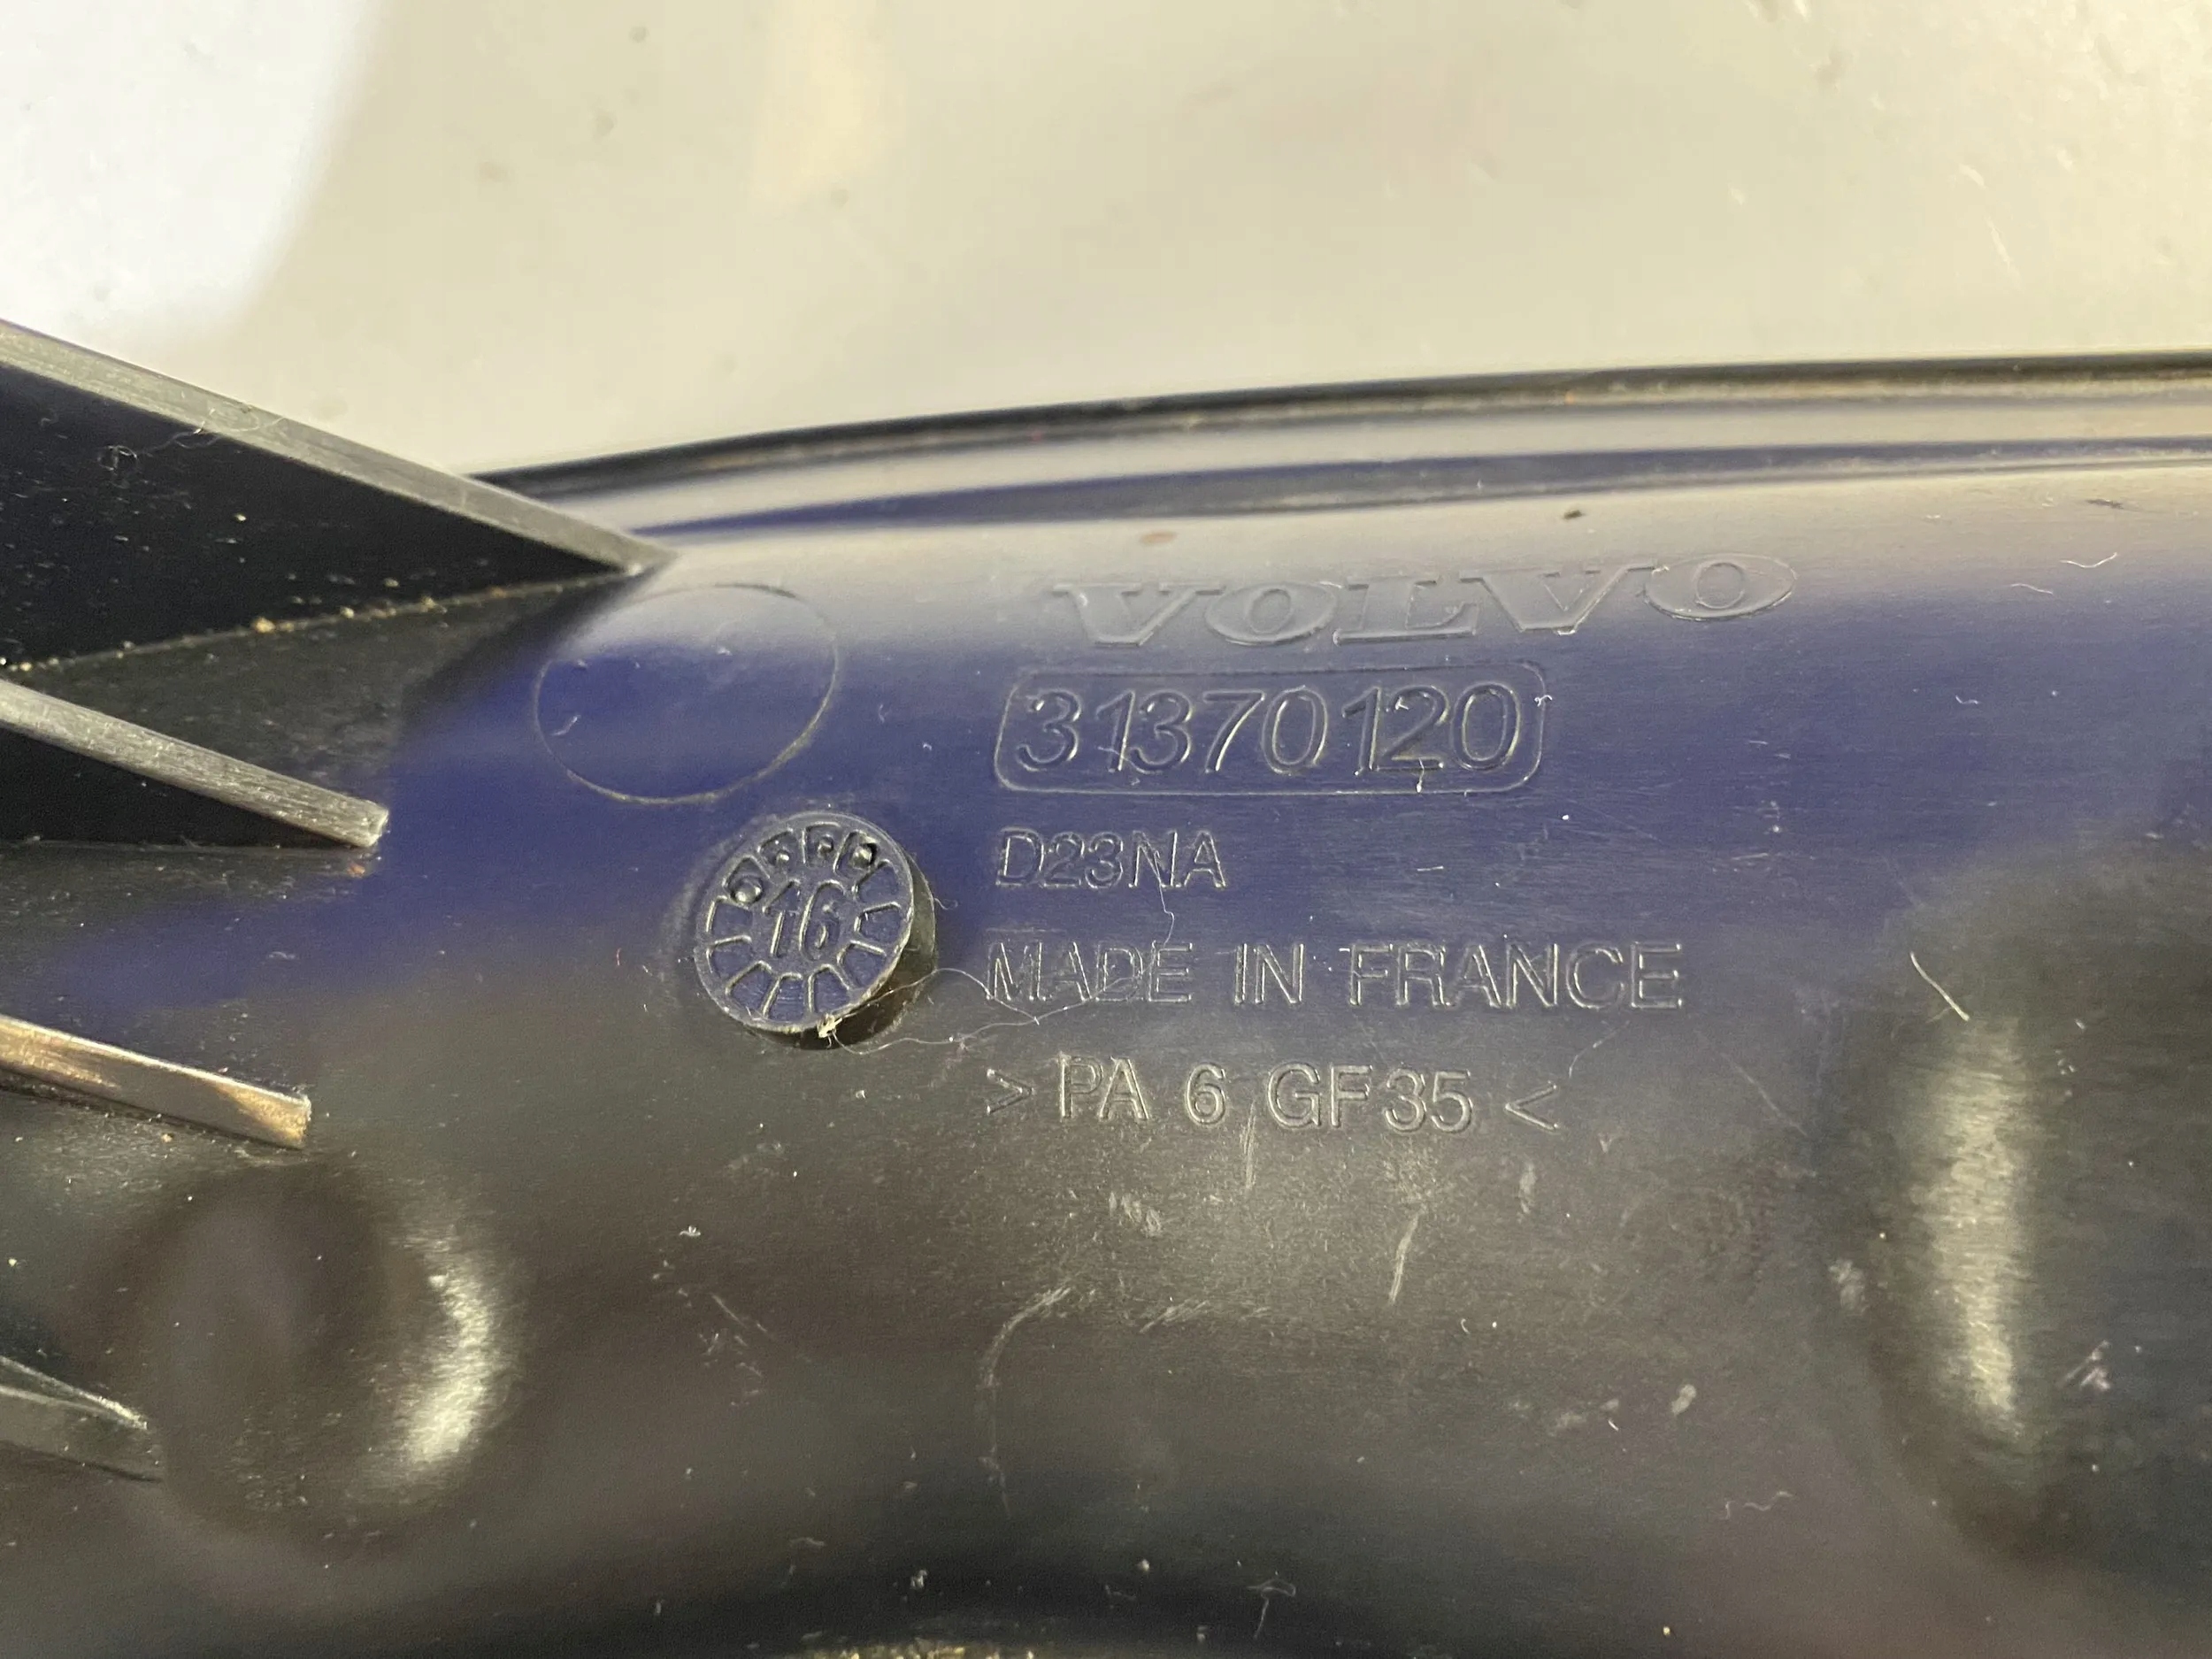 VOLVO
31370120
D23NA
16
MADE IN FRANCE
>PA 6 GF35<